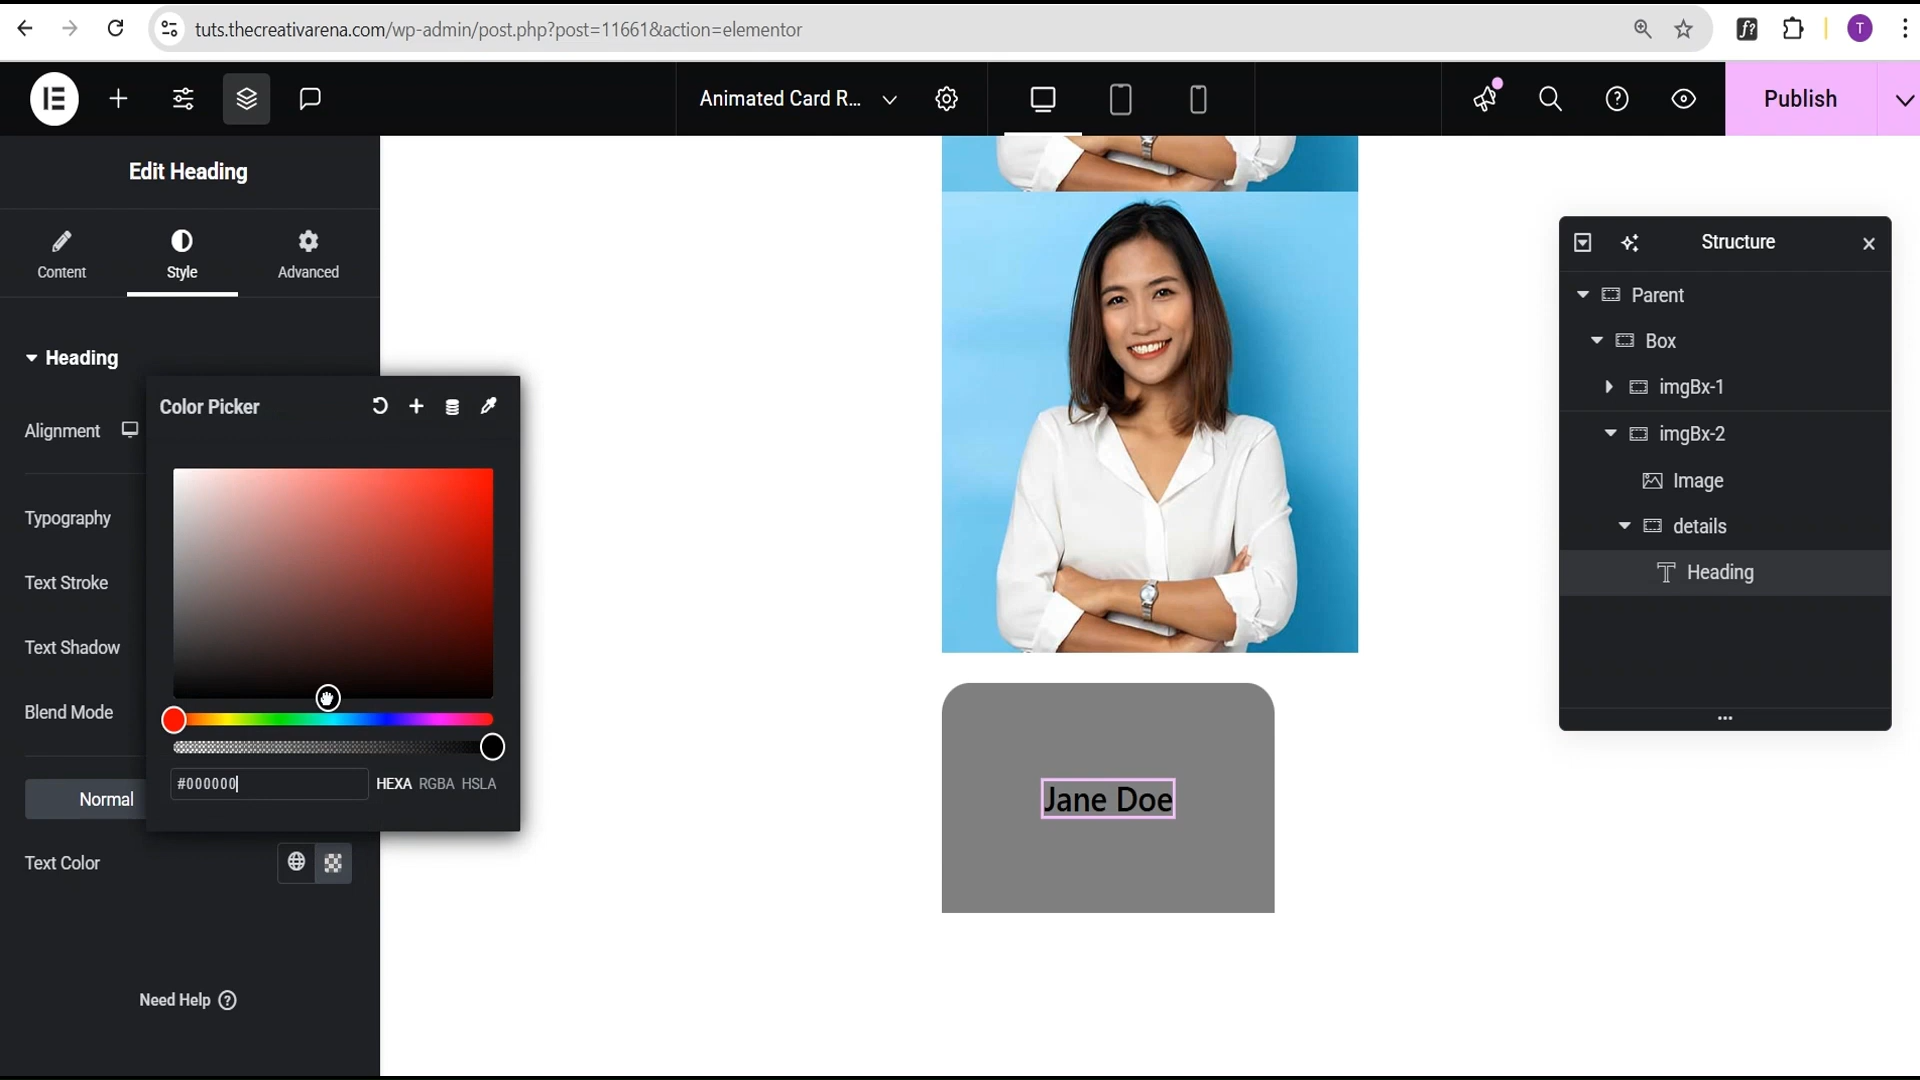 tuts.thecreativarena.com/wp-admin/post.php?post=11661&action=elementor
T
Animated Card R...
Publish
Edit Heading
Content
Style
Advanced
Heading
Color Picker
Alignment
Typography
Text Stroke
Text Shadow
Blend Mode
#000000
HEXA RGBA HSLA
Normal
Text Color
Need Help
Jane Doe
Structure
Parent
Box
imgBx-1
imgBx-2
Image
details
Heading